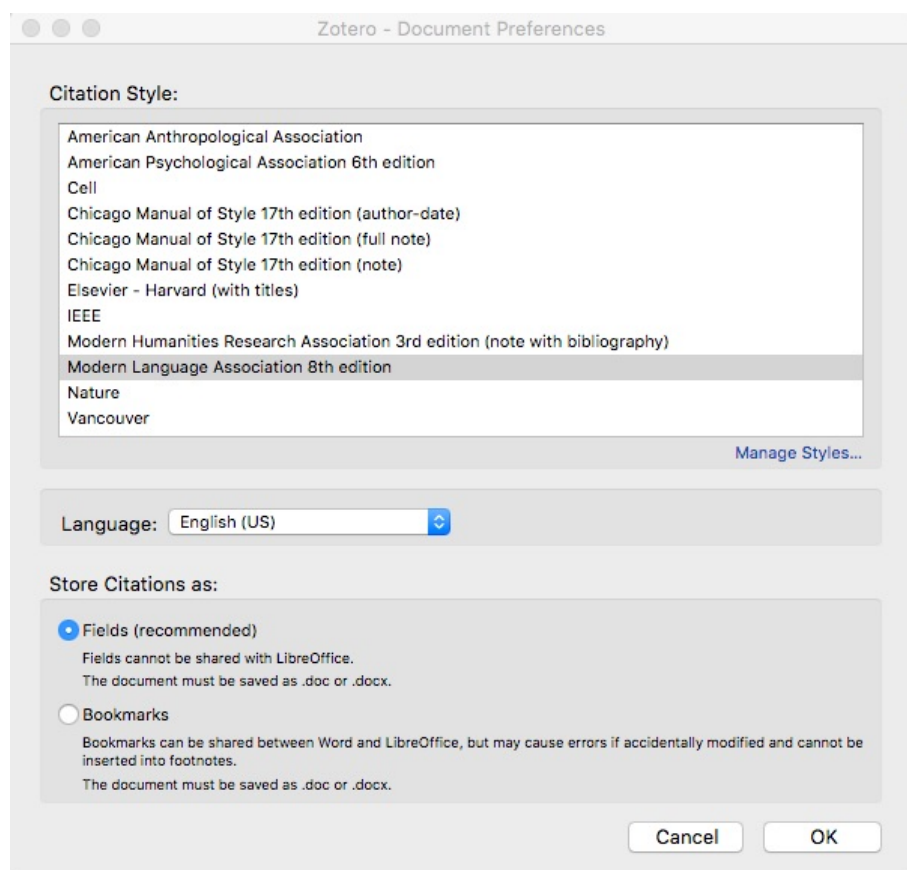 Zotero - Document Preferences
Citation Style:
American Anthropological Association
American Psychological Association 6th edition
Cell
Chicago Manual of Style 17th edition (author-date)
Chicago Manual of Style 17th edition (full note)
Chicago Manual of Style 17th edition (note)
Elsevier - Harvard (with titles)
IEEE
Modern Humanities Research Association 3rd edition (note with bibliography)
Modern Language Association 8th edition
Nature
Vancouver
Manage Styles...
Language: English (US)
Store Citations as:
Fields (recommended)
Fields cannot be shared with LibreOffice.
The document must be saved as .doc or .docx.
Bookmarks
Bookmarks can be shared between Word and LibreOffice, but may cause errors if accidentally modified and cannot be
inserted into footnotes.
The document must be saved as .doc or .docx.
Cancel OK